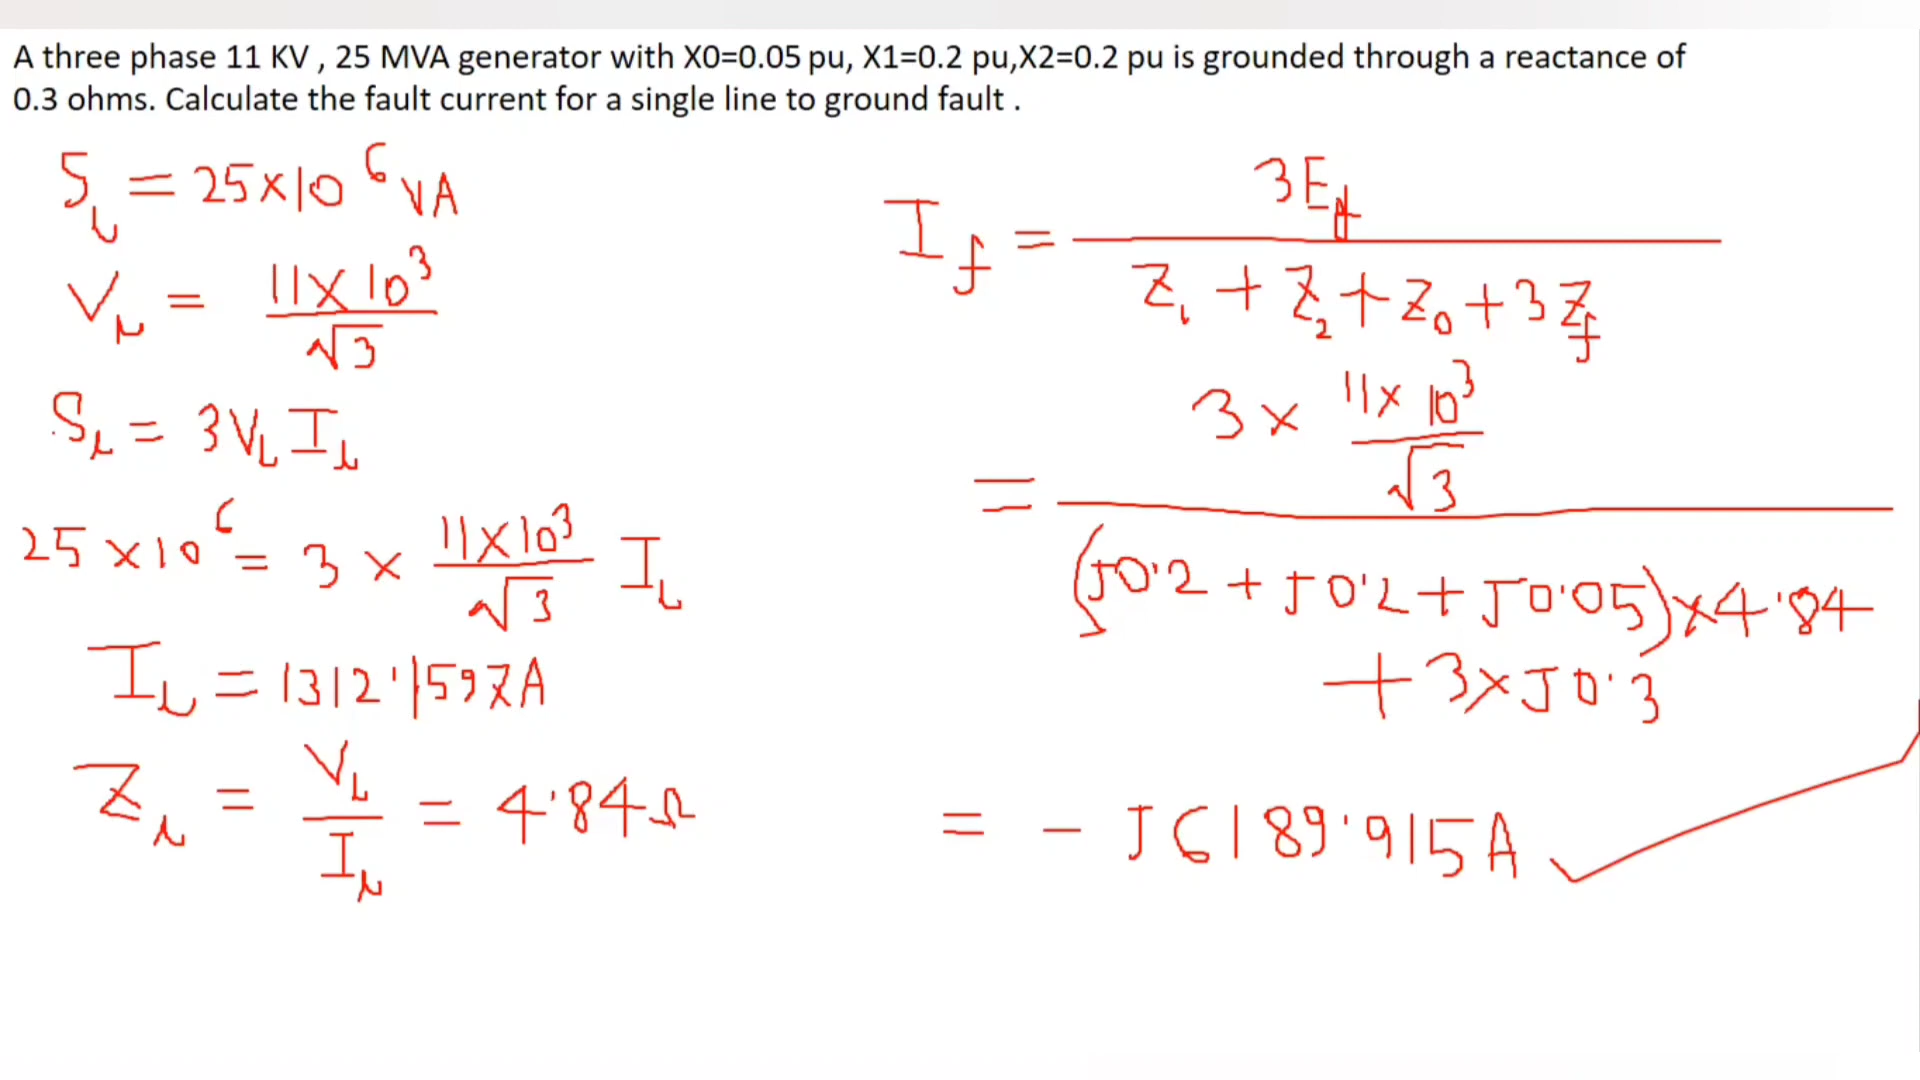 A three phase 11 KV , 25 MVA generator with X0=0.05 pu, X1=0.2 pu,X2=0.2 pu is grounded through a reactance of
0.3 ohms. Calculate the fault current for a single line to ground fault .
S_L = 25×10^6 VA
V_L = 11×10^3 / √3
S_L = 3V_L I_L
25×10^6 = 3 × 11×10^3 / √3 I_L
I_L = 1312.1597A
Z_L = V_L / I_L = 4.84Ω
I_f = 3E_A / Z_1 + Z_2 + Z_0 + 3Z_f
= 3 × 11×10^3 / √3
(J0.2 + J0.2 + J0.05)×4.84
+ 3×J0.3
= - J6189.915A